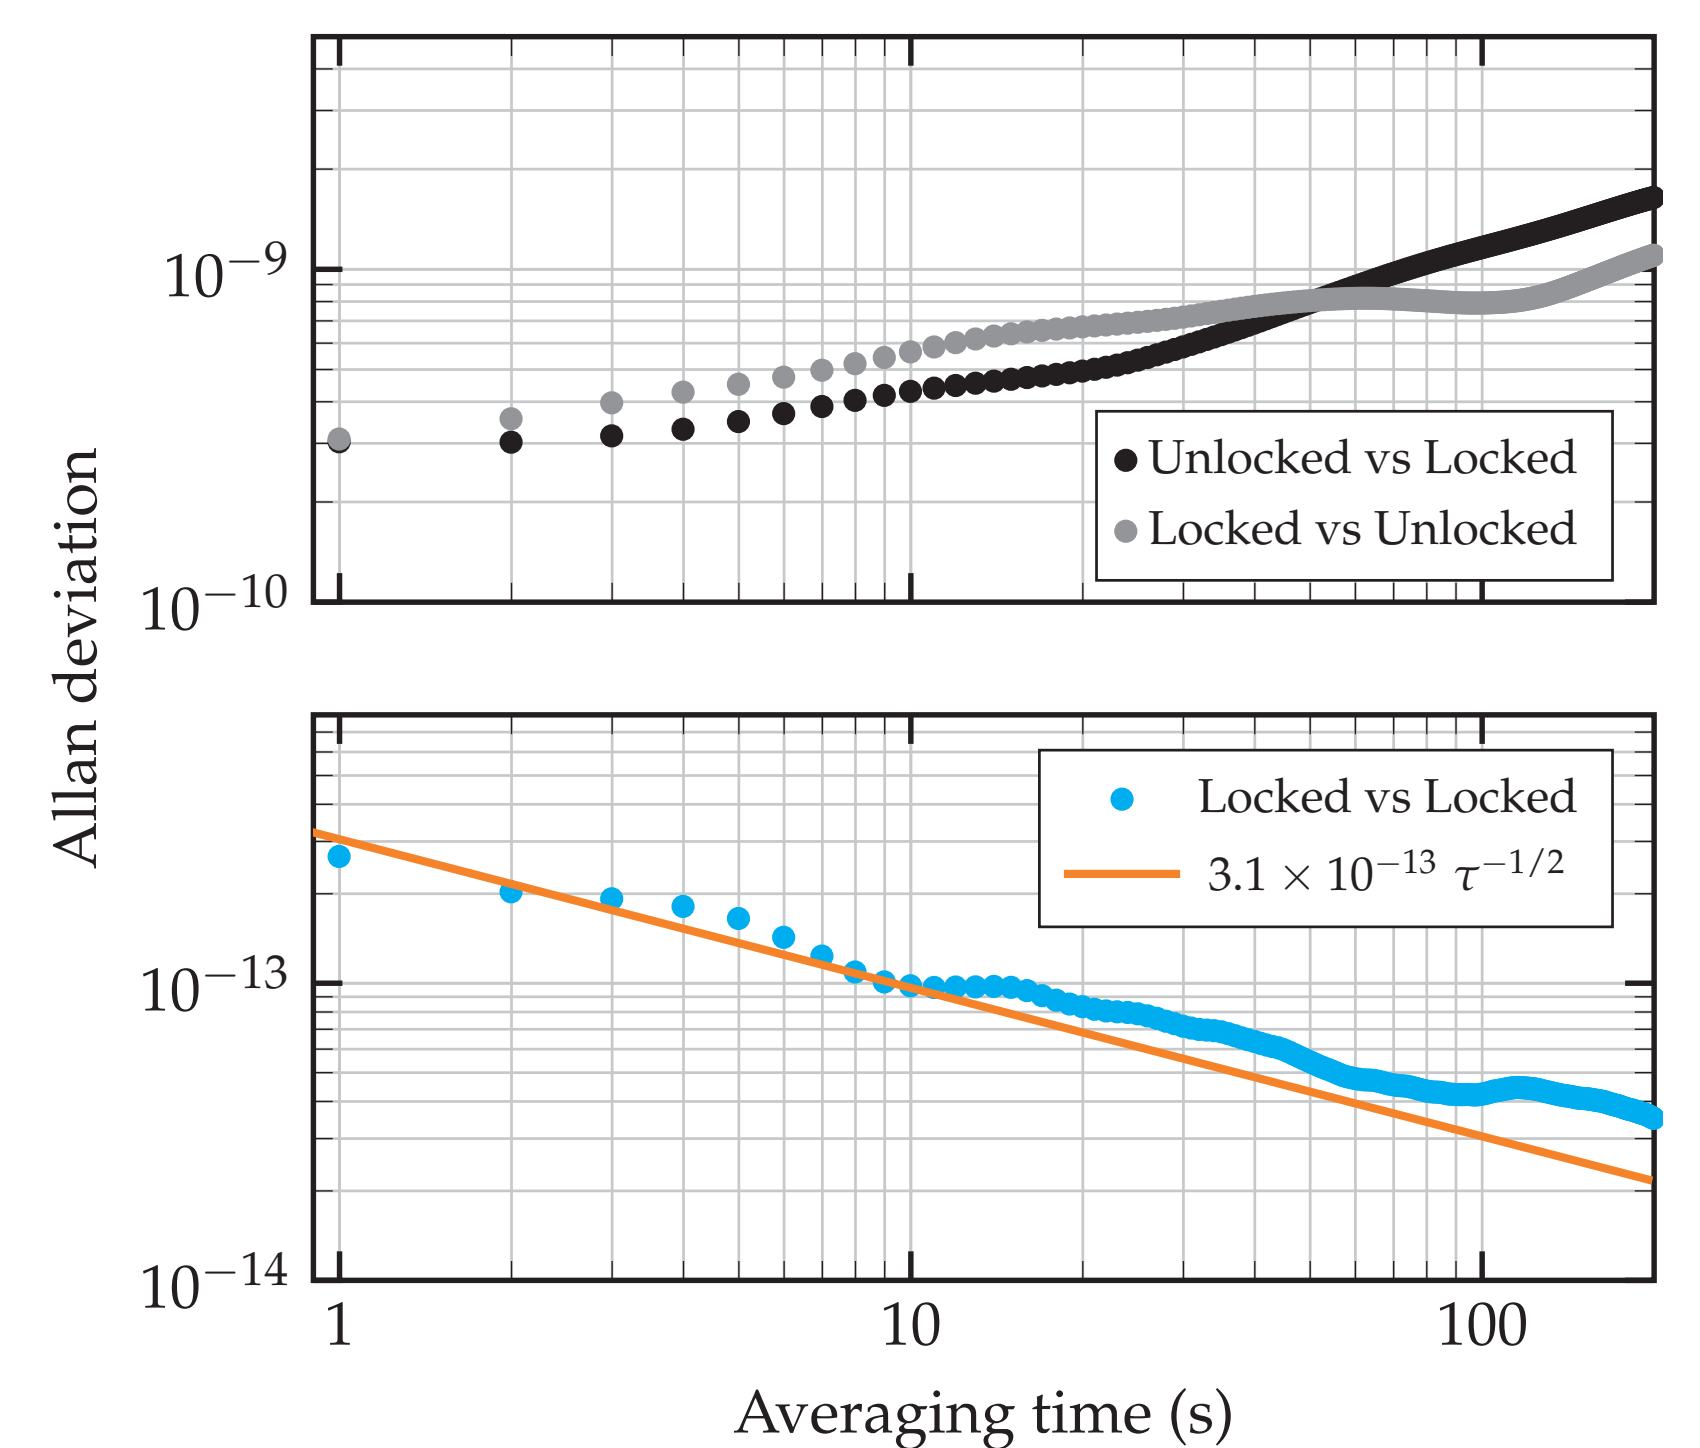 Allan deviation
10⁻⁹
10⁻¹⁰
Unlocked vs Locked
Locked vs Unlocked
10⁻¹³
10⁻¹⁴
Locked vs Locked
3.1 × 10⁻¹³ τ⁻¹/²
1 10 100
Averaging time (s)